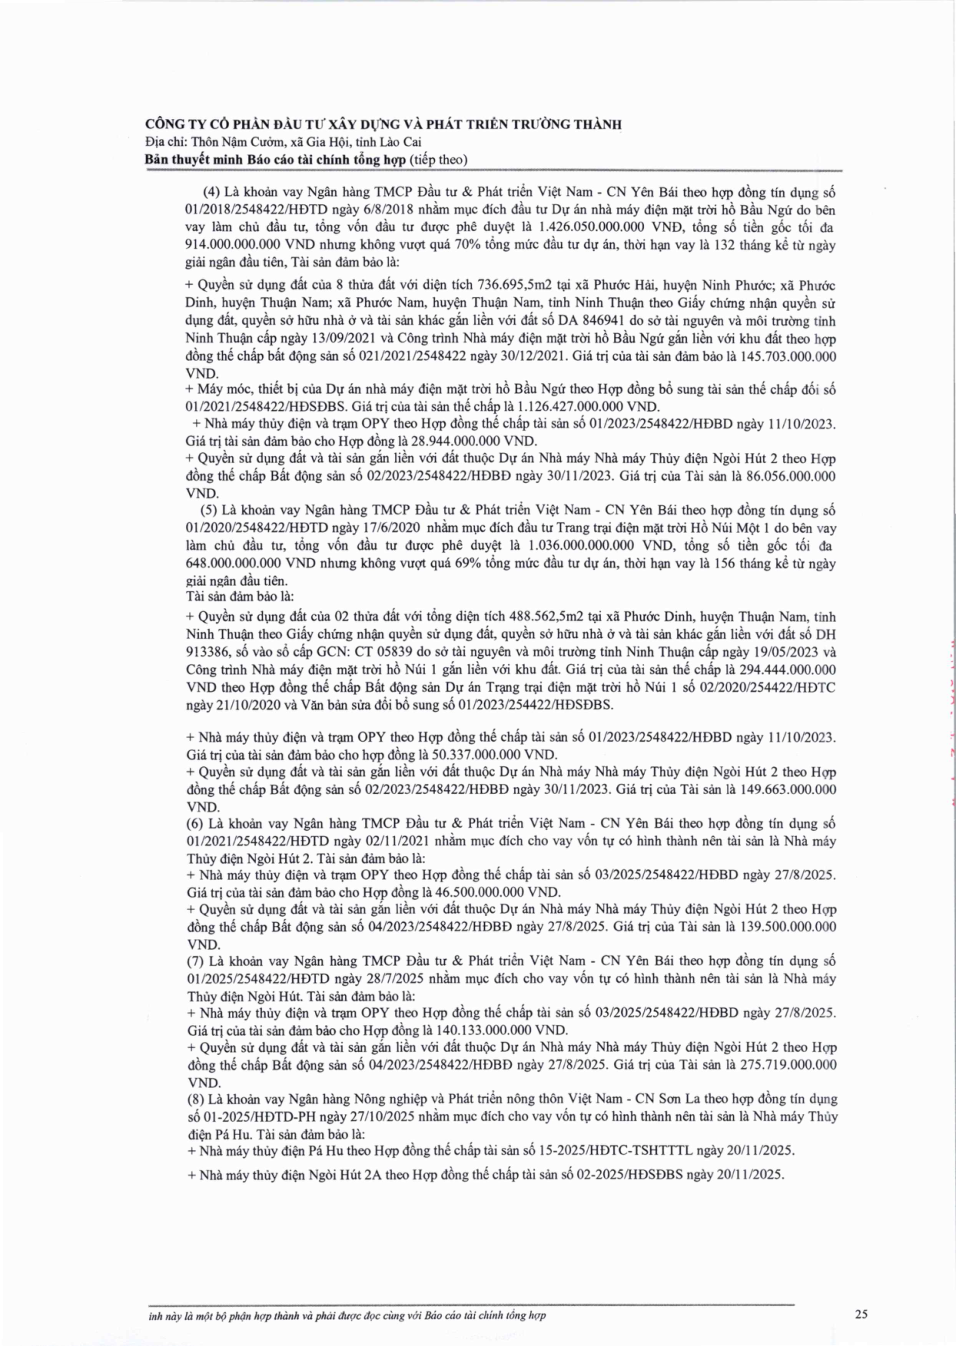 CÔNG TY CỔ PHẦN ĐẦU TƯ XÂY DỰNG VÀ PHÁT TRIỂN TRƯỜNG THÀNH
Địa chỉ: Thôn Nậm Cưởm, xã Gia Hội, tỉnh Lào Cai
Bản thuyết minh Báo cáo tài chính tổng hợp (tiếp theo)
(4) Là khoản vay Ngân hàng TMCP Đầu tư & Phát triển Việt Nam - CN Yên Bái theo hợp đồng tín dụng số
01/2018/2548422/HĐTD ngày 6/8/2018 nhằm mục đích đầu tư Dự án nhà máy điện mặt trời hồ Bầu Ngứ do bên
vay làm chủ đầu tư, tổng vốn đầu tư được phê duyệt là 1.426.050.000.000 VNĐ, tổng số tiền gốc tối đa
914.000.000.000 VND nhưng không vượt quá 70% tổng mức đầu tư dự án, thời hạn vay là 132 tháng kể từ ngày
giải ngân đầu tiên, Tài sản đảm bảo là:
+ Quyền sử dụng đất của 8 thửa đất với diện tích 736.695,5m2 tại xã Phước Hải, huyện Ninh Phước; xã Phước
Dinh, huyện Thuận Nam; xã Phước Nam, huyện Thuận Nam, tỉnh Ninh Thuận theo Giấy chứng nhận quyền sử
dụng đất, quyền sở hữu nhà ở và tài sản khác gắn liền với đất số DA 846941 do sở tài nguyên và môi trường tỉnh
Ninh Thuận cấp ngày 13/09/2021 và Công trình Nhà máy điện mặt trời hồ Bầu Ngứ gắn liền với khu đất theo hợp
đồng thế chấp bất động sản số 021/2021/2548422 ngày 30/12/2021. Giá trị của tài sản đảm bảo là 145.703.000.000
VND.
+ Máy móc, thiết bị của Dự án nhà máy điện mặt trời hồ Bầu Ngứ theo Hợp đồng bổ sung tài sản thế chấp đối số
01/2021/2548422/HĐSĐBS. Giá trị của tài sản thế chấp là 1.126.427.000.000 VND.
+ Nhà máy thủy điện và trạm OPY theo Hợp đồng thế chấp tài sản số 01/2023/2548422/HĐBD ngày 11/10/2023.
Giá trị tài sản đảm bảo cho Hợp đồng là 28.944.000.000 VND.
+ Quyền sử dụng đất và tài sản gắn liền với đất thuộc Dự án Nhà máy Nhà máy Thủy điện Ngòi Hút 2 theo Hợp
đồng thế chấp Bất động sản số 02/2023/2548422/HĐBĐ ngày 30/11/2023. Giá trị của Tài sản là 86.056.000.000
VND.
(5) Là khoản vay Ngân hàng TMCP Đầu tư & Phát triển Việt Nam - CN Yên Bái theo hợp đồng tín dụng số
01/2020/2548422/HĐTD ngày 17/6/2020 nhằm mục đích đầu tư Trang trại điện mặt trời Hồ Núi Một 1 do bên vay
làm chủ đầu tư, tổng vốn đầu tư được phê duyệt là 1.036.000.000.000 VND, tổng số tiền gốc tối đa
648.000.000.000 VND nhưng không vượt quá 69% tổng mức đầu tư dự án, thời hạn vay là 156 tháng kể từ ngày
giải ngân đầu tiên.
Tài sản đảm bảo là:
+ Quyền sử dụng đất của 02 thửa đất với tổng diện tích 488.562,5m2 tại xã Phước Dinh, huyện Thuận Nam, tỉnh
Ninh Thuận theo Giấy chứng nhận quyền sử dụng đất, quyền sở hữu nhà ở và tài sản khác gắn liền với đất số DH
913386, số vào sổ cấp GCN: CT 05839 do sở tài nguyên và môi trường tỉnh Ninh Thuận cấp ngày 19/05/2023 và
Công trình Nhà máy điện mặt trời hồ Núi 1 gắn liền với khu đất. Giá trị của tài sản thế chấp là 294.444.000.000
VND theo Hợp đồng thế chấp Bất động sản Dự án Trạng trại điện mặt trời hồ Núi 1 số 02/2020/254422/HĐTC
ngày 21/10/2020 và Văn bản sửa đổi bổ sung số 01/2023/254422/HĐSĐBS.
+ Nhà máy thủy điện và trạm OPY theo Hợp đồng thế chấp tài sản số 01/2023/2548422/HĐBD ngày 11/10/2023.
Giá trị của tài sản đảm bảo cho hợp đồng là 50.337.000.000 VND.
+ Quyền sử dụng đất và tài sản gắn liền với đất thuộc Dự án Nhà máy Nhà máy Thủy điện Ngòi Hút 2 theo Hợp
đồng thế chấp Bất động sản số 02/2023/2548422/HĐBĐ ngày 30/11/2023. Giá trị của Tài sản là 149.663.000.000
VND.
(6) Là khoản vay Ngân hàng TMCP Đầu tư & Phát triển Việt Nam - CN Yên Bái theo hợp đồng tín dụng số
01/2021/2548422/HĐTD ngày 02/11/2021 nhằm mục đích cho vay vốn tự có hình thành nên tài sản là Nhà máy
Thủy điện Ngòi Hút 2. Tài sản đảm bảo là:
+ Nhà máy thủy điện và trạm OPY theo Hợp đồng thế chấp tài sản số 03/2025/2548422/HĐBD ngày 27/8/2025.
Giá trị của tài sản đảm bảo cho Hợp đồng là 46.500.000.000 VND.
+ Quyền sử dụng đất và tài sản gắn liền với đất thuộc Dự án Nhà máy Nhà máy Thủy điện Ngòi Hút 2 theo Hợp
đồng thế chấp Bất động sản số 04/2023/2548422/HĐBĐ ngày 27/8/2025. Giá trị của Tài sản là 139.500.000.000
VND.
(7) Là khoản vay Ngân hàng TMCP Đầu tư & Phát triển Việt Nam - CN Yên Bái theo hợp đồng tín dụng số
01/2025/2548422/HĐTD ngày 28/7/2025 nhằm mục đích cho vay vốn tự có hình thành nên tài sản là Nhà máy
Thủy điện Ngòi Hút. Tài sản đảm bảo là:
+ Nhà máy thủy điện và trạm OPY theo Hợp đồng thế chấp tài sản số 03/2025/2548422/HĐBD ngày 27/8/2025.
Giá trị của tài sản đảm bảo cho Hợp đồng là 140.133.000.000 VND.
+ Quyền sử dụng đất và tài sản gắn liền với đất thuộc Dự án Nhà máy Nhà máy Thủy điện Ngòi Hút 2 theo Hợp
đồng thế chấp Bất động sản số 04/2023/2548422/HĐBĐ ngày 27/8/2025. Giá trị của Tài sản là 275.719.000.000
VND.
(8) Là khoản vay Ngân hàng Nông nghiệp và Phát triển nông thôn Việt Nam - CN Sơn La theo hợp đồng tín dụng
số 01-2025/HĐTD-PH ngày 27/10/2025 nhằm mục đích cho vay vốn tự có hình thành nên tài sản là Nhà máy Thủy
điện Pá Hu. Tài sản đảm bảo là:
+ Nhà máy thủy điện Pá Hu theo Hợp đồng thế chấp tài sản số 15-2025/HĐTC-TSHTTTL ngày 20/11/2025.
+ Nhà máy thủy điện Ngòi Hút 2A theo Hợp đồng thế chấp tài sản số 02-2025/HĐSĐBS ngày 20/11/2025.
inh này là một bộ phận hợp thành và phải được đọc cùng với Báo cáo tài chính tổng hợp
25